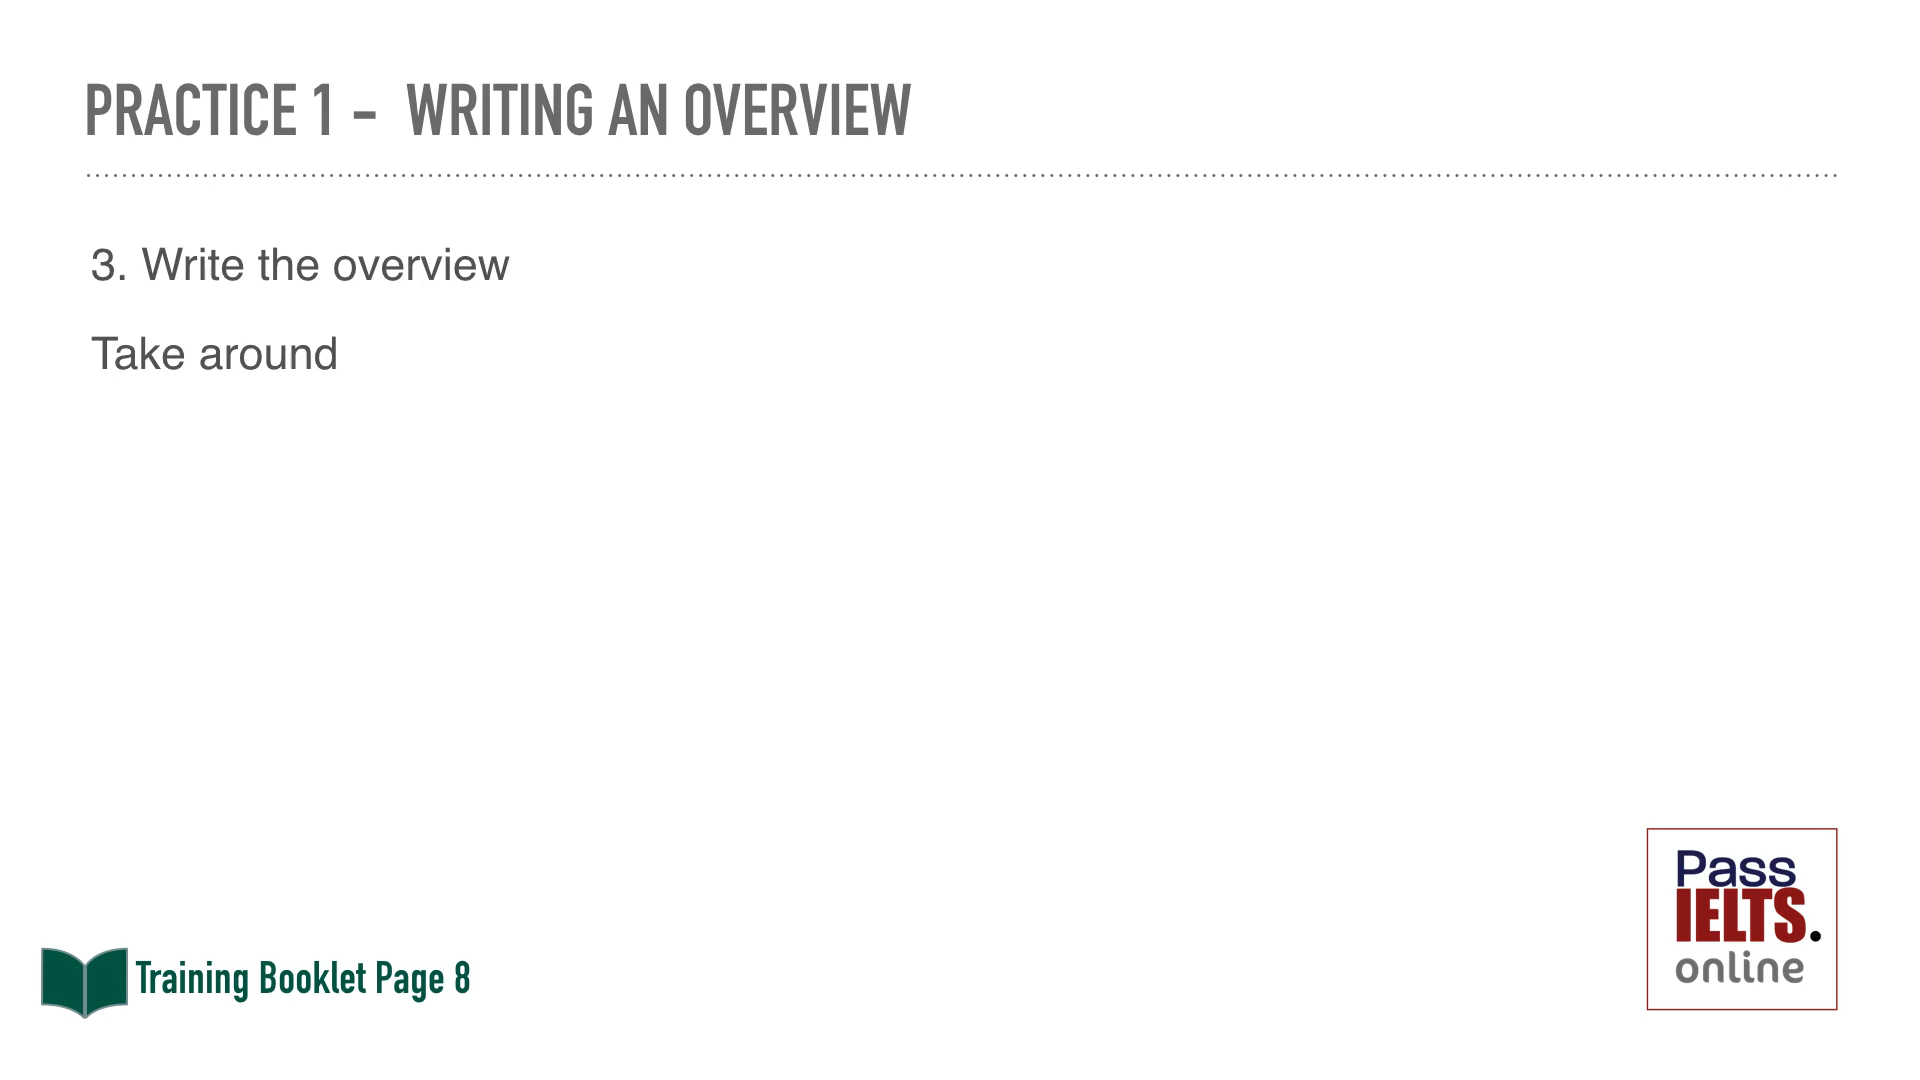 PRACTICE 1 - WRITING AN OVERVIEW
3. Write the overview
Take around
Training Booklet Page 8
Pass
IELTS.
online